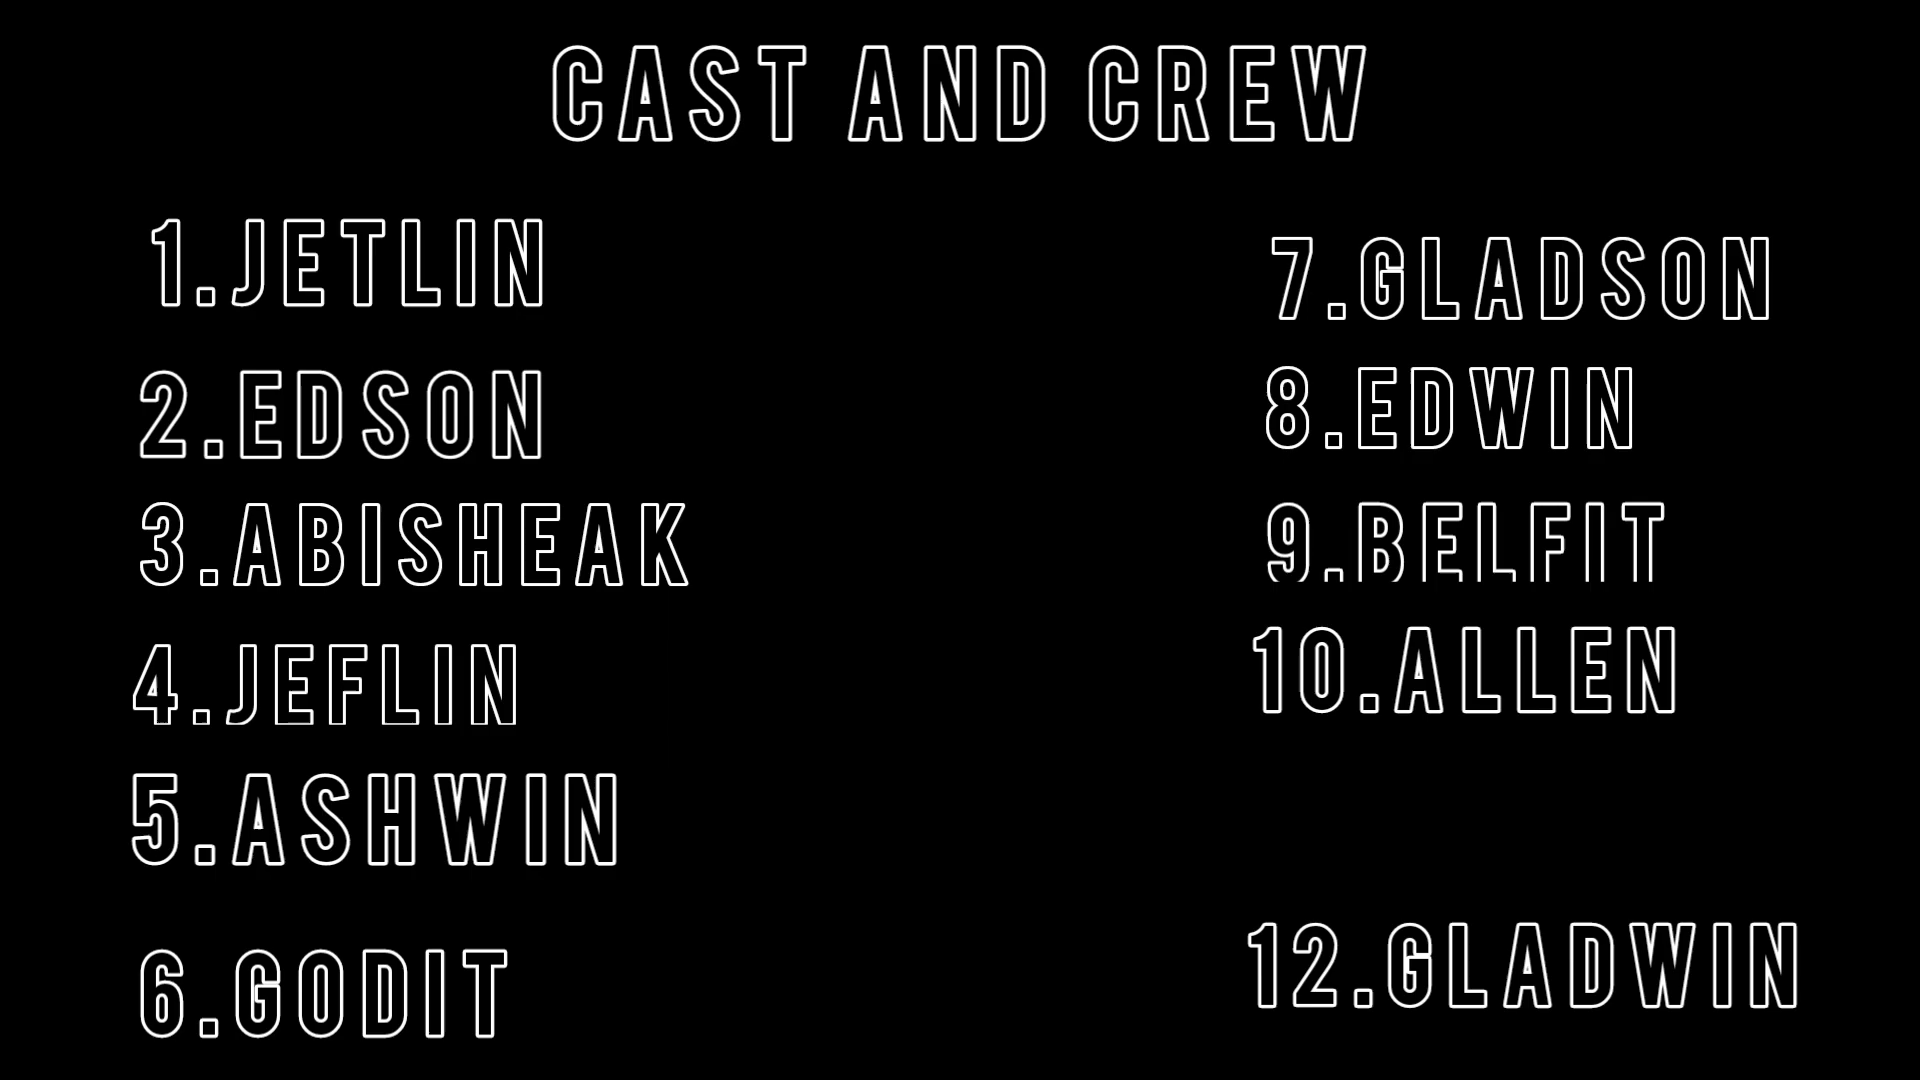 CAST AND CREW
1.JETLIN
2.EDSON
3.ABISHEAK
4.JEFLIN
5.ASHWIN
6.GODIT
7.GLADSON
8.EDWIN
9.BELFIT
10.ALLEN
12.GLADWIN